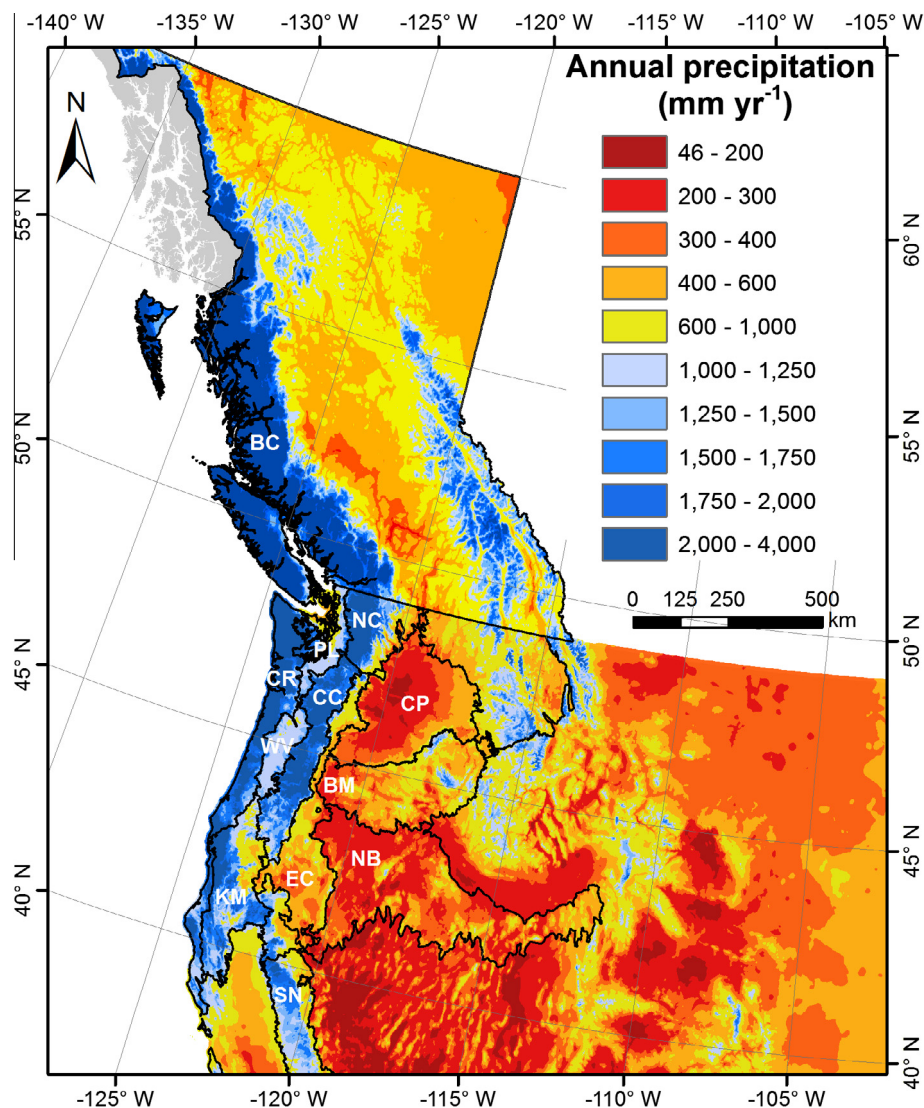 -140° W -135° W -130° W -125° W -120° W -115° W -110° W -105° W
Annual precipitation
(mm yr-1)
N
46 - 200
200 - 300
300 - 400
400 - 600
600 - 1,000
1,000 - 1,250
1,250 - 1,500
1,500 - 1,750
1,750 - 2,000
2,000 - 4,000
0 125 250 500
km
55° N
50° N
45° N
40° N
60° N
55° N
50° N
45° N
40° N
BC
NC
PL
CR
CC
CP
WV
BM
NB
EC
KM
SN
-125° W -120° W -115° W -110° W -105° W